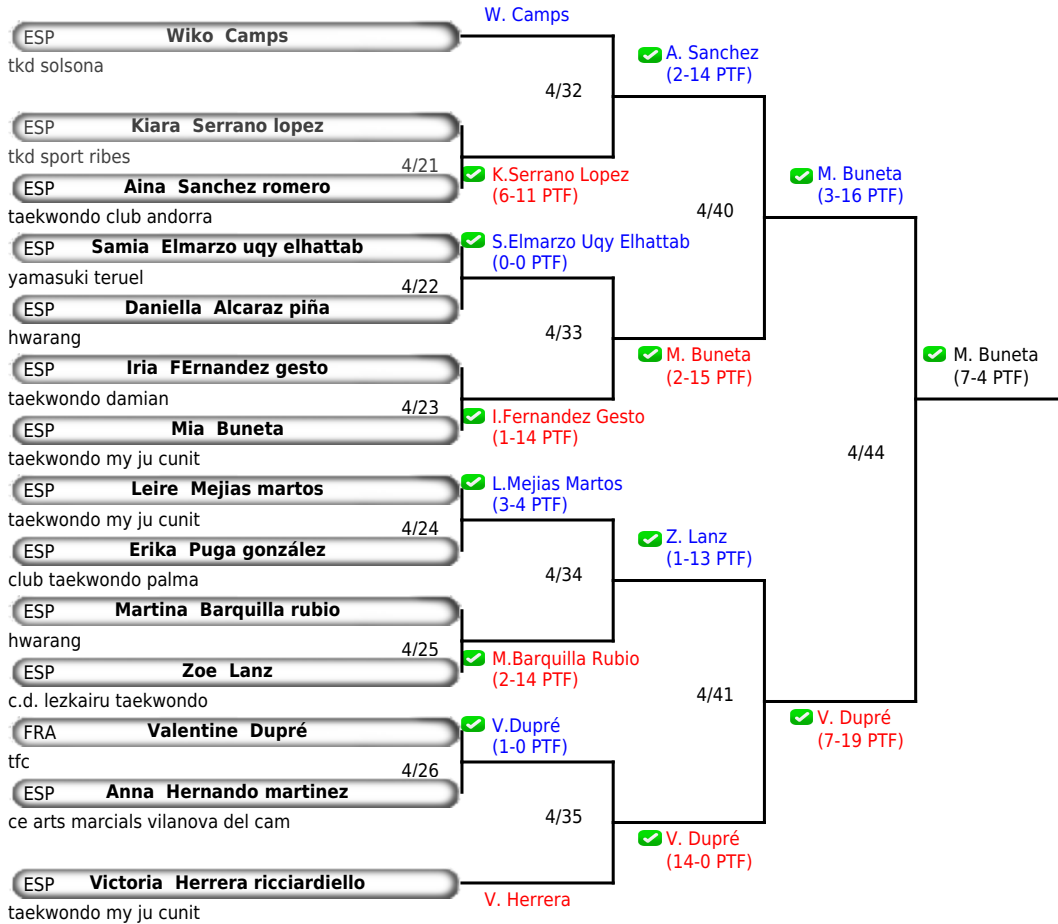 W. Camps
ESP Wiko Camps
tkd solsona
A. Sanchez
(2-14 PTF)
4/32
ESP Kiara Serrano lopez
tkd sport ribes
4/21
K.Serrano Lopez
(6-11 PTF)
M. Buneta
(3-16 PTF)
ESP Aina Sanchez romero
taekwondo club andorra
4/40
ESP Samia Elmarzo uqy elhattab
S.Elmarzo Uqy Elhattab
(0-0 PTF)
yamasuki teruel
4/22
ESP Daniella Alcaraz piña
hwarang
4/33
ESP Iria FErnandez gesto
M. Buneta
(2-15 PTF)
M. Buneta
(7-4 PTF)
taekwondo damian
4/23
I.Fernandez Gesto
(1-14 PTF)
ESP Mia Buneta
taekwondo my ju cunit
4/44
ESP Leire Mejias martos
L.Mejias Martos
(3-4 PTF)
taekwondo my ju cunit
4/24
ESP Erika Puga gonzález
Z. Lanz
(1-13 PTF)
club taekwondo palma
4/34
ESP Martina Barquilla rubio
hwarang
4/25
M.Barquilla Rubio
(2-14 PTF)
ESP Zoe Lanz
c.d. lezkairu taekwondo
4/41
FRA Valentine Dupré
V.Dupré
(1-0 PTF)
V. Dupré
(7-19 PTF)
tfc
4/26
ESP Anna Hernando martinez
ce arts marcials vilanova del cam
4/35
V. Dupré
(14-0 PTF)
ESP Victoria Herrera ricciardiello
V. Herrera
taekwondo my ju cunit